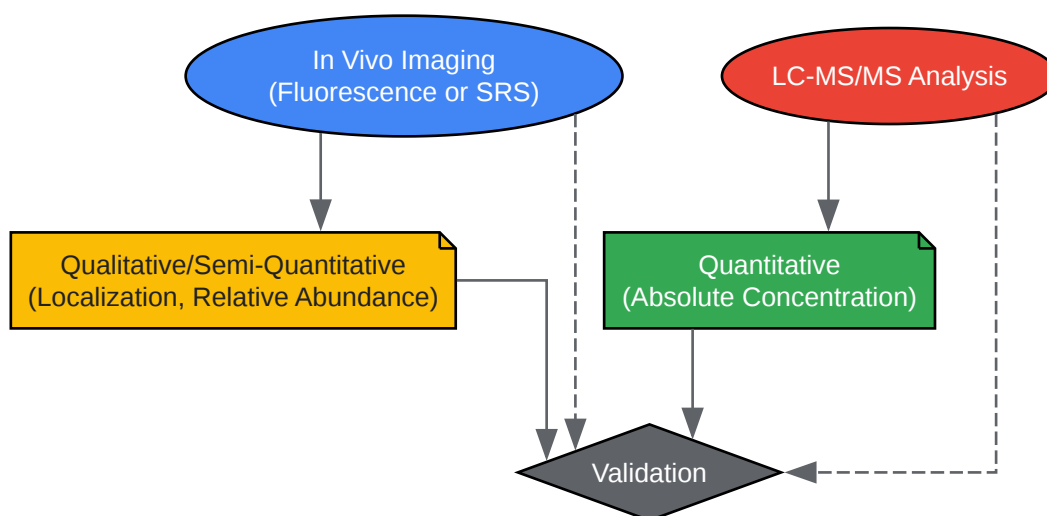 In Vivo Imaging
(Fluorescence or SRS)
LC-MS/MS Analysis
Qualitative/Semi-Quantitative
(Localization, Relative Abundance)
Quantitative
(Absolute Concentration)
Validation